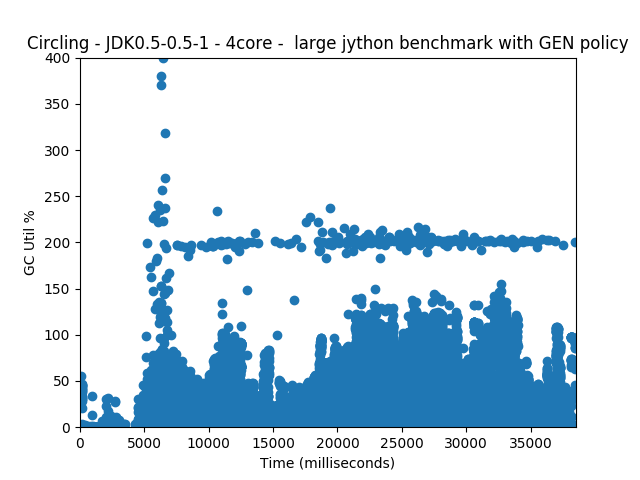 Circling - JDK0.5-0.5-1 - 4core -  large jython benchmark with GEN policy
400
350
300
250
200
150
100
50
0
GC Util %
0 5000 10000 15000 20000 25000 30000 35000
Time (milliseconds)